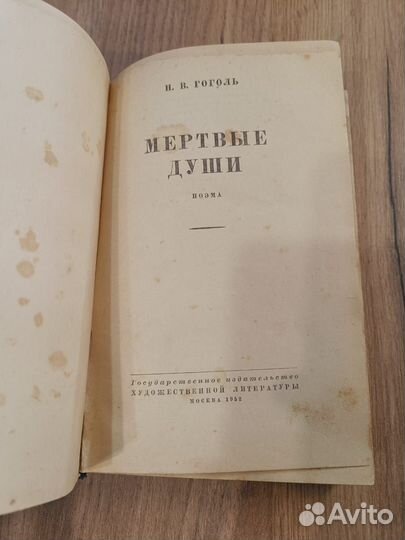 Н. В. ГОГОЛЬ
МЕРТВЫЕ
ДУШИ
ПОЭМА
Государственное издательство
ХУДОЖЕСТВЕННОЙ ЛИТЕРАТУРЫ
МОСКВА 1952
Avito